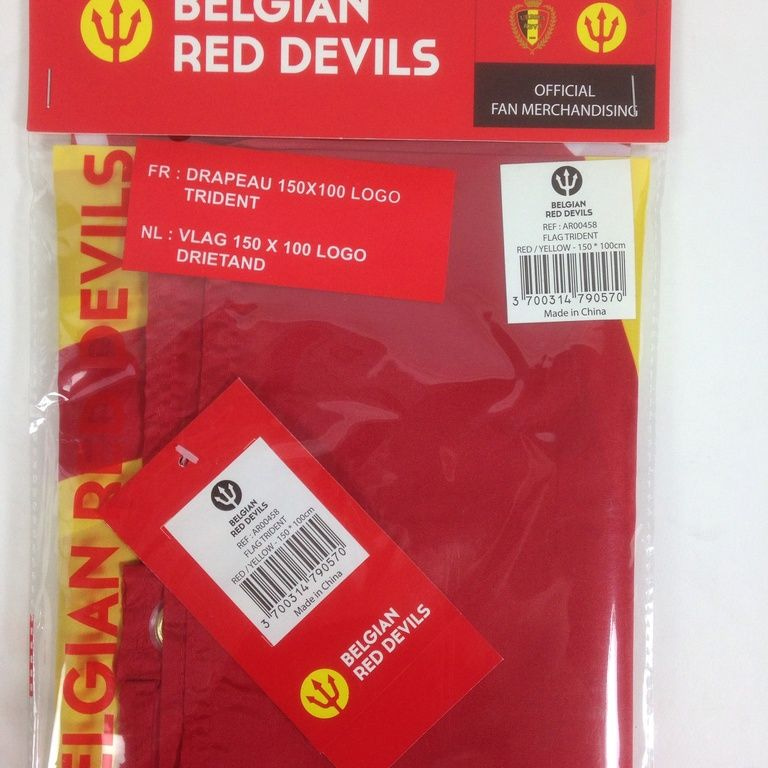 BELGIAN
RED DEVILS
OFFICIAL
FAN MERCHANDISING
FR : DRAPEAU 150X100 LOGO
TRIDENT
NL : VLAG 150 X 100 LOGO
DRIETAND
BELGIAN
RED DEVILS
REF : AR00458
FLAG TRIDENT
RED / YELLOW - 150 * 100cm
3 700314 790570
Made in China
BELGIAN RED DEVILS
BELGIAN
RED DEVILS
REF : AR00458
FLAG TRIDENT
RED / YELLOW - 150 * 100cm
3 700314 790570
Made in China
BELGIAN
RED DEVILS